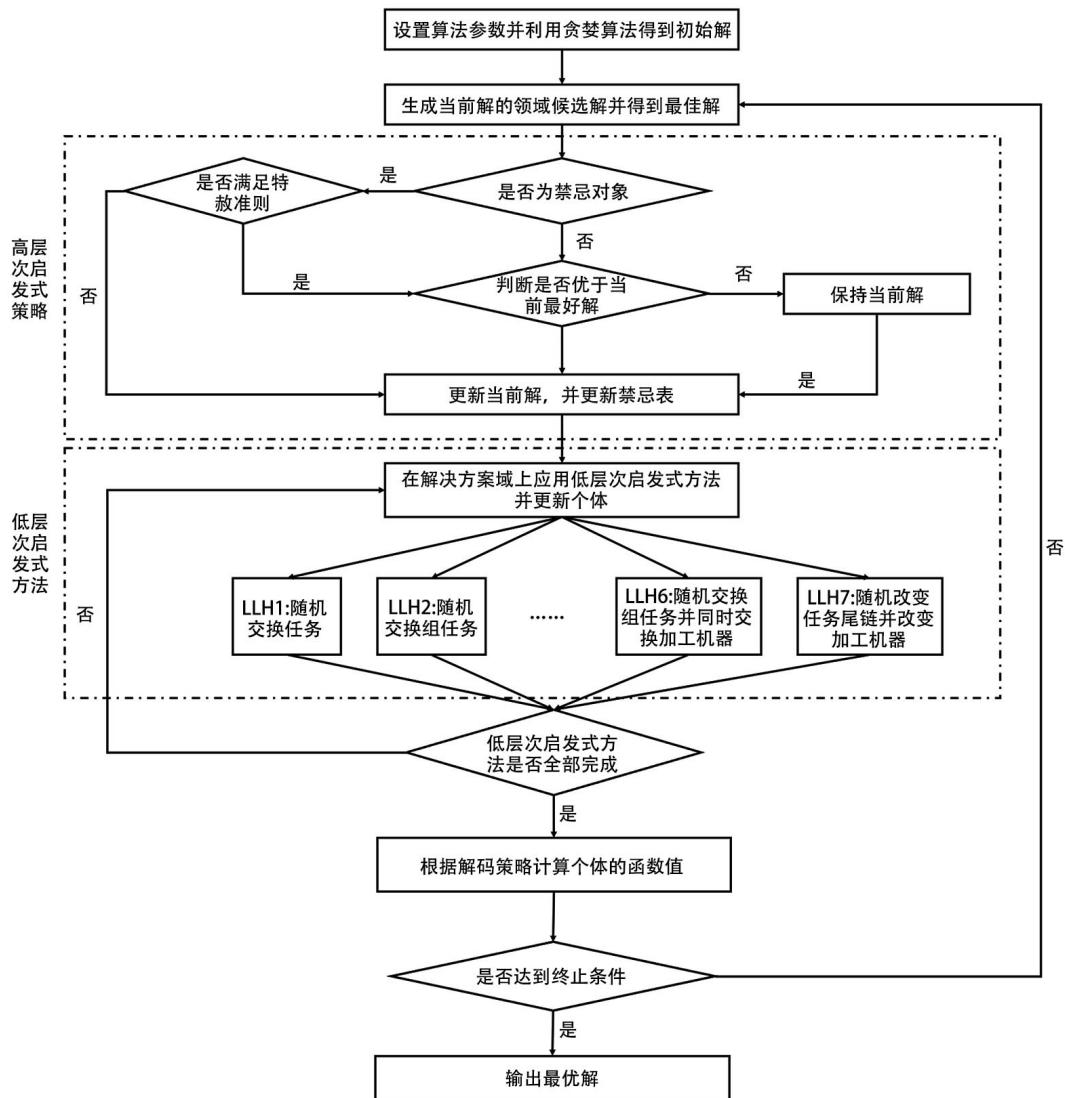 设置算法参数并利用贪婪算法得到初始解
生成当前解的领域候选解并得到最佳解
是否满足特
赦准则
是
是否为禁忌对象
否
高层
次启
发式
策略
否
是
判断是否优于当
前最好解
否
保持当前解
更新当前解，并更新禁忌表
是
在解决方案域上应用低层次启发式方法
并更新个体
低层
次启
发式
方法
否
否
LLH1:随机
交换任务
LLH2:随机
交换组任务
……
LLH6:随机交换
组任务并同时交
换加工机器
LLH7:随机改变
任务尾链并改变
加工机器
低层次启发式方
法是否全部完成
是
根据解码策略计算个体的函数值
是否达到终止条件
是
输出最优解